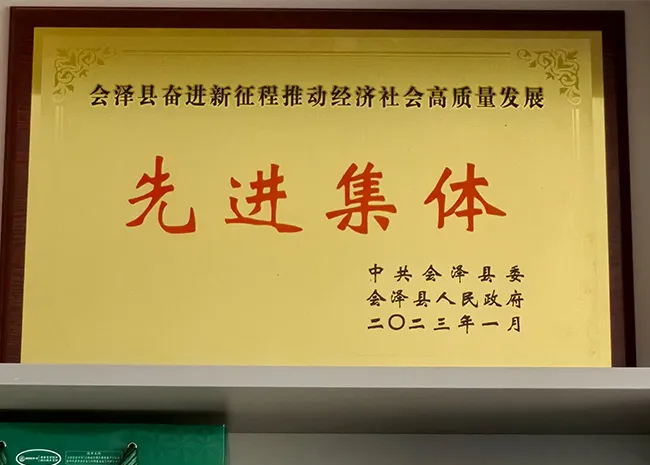 会泽县奋进新征程推动经济社会高质量发展
先进集体
中共会泽县委
会泽县人民政府
二〇二三年一月